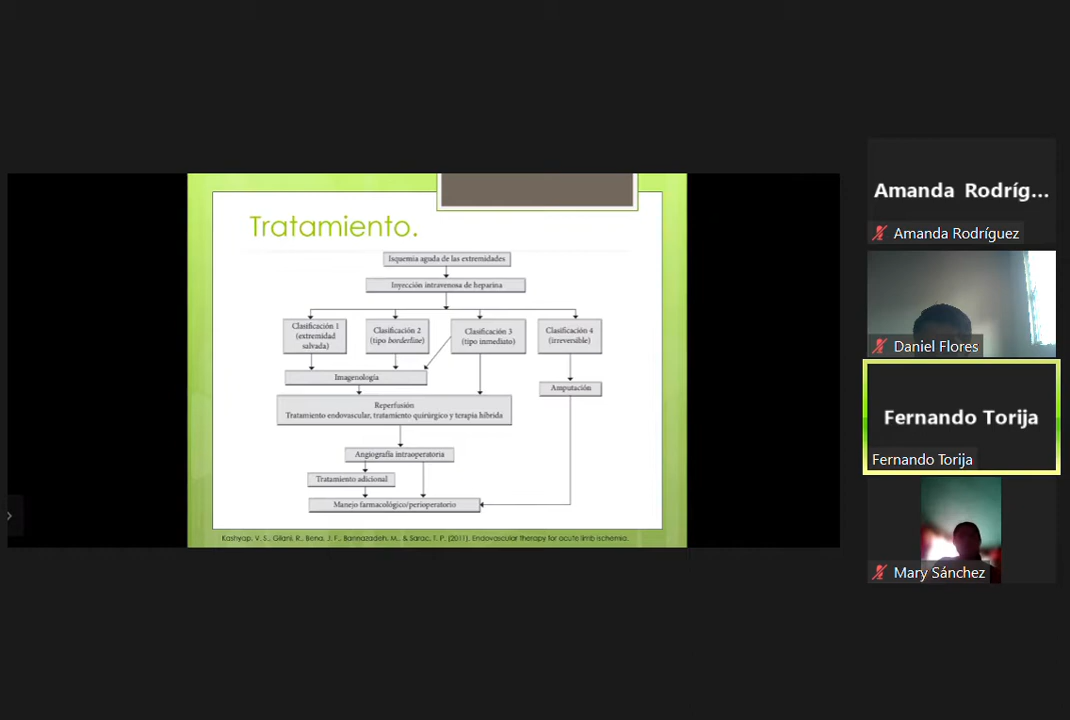 Tratamiento.
Isquemia aguda de las extremidades
Inyección intravenosa de heparina
Clasificación 1
(extremidad
salvada)
Clasificación 2
(tipo borderline)
Clasificación 3
(tipo inmediato)
Clasificación 4
(irreversible)
Imagenología
Amputación
Reperfusión
Tratamiento endovascular, tratamiento quirúrgico y terapia híbrida
Angiografía intraoperatoria
Tratamiento adicional
Manejo farmacológico/perioperatorio
Kashyap, V. S., Gilani, R., Bena, J. F., Bannazadeh, M., & Sarac, T. P. (2011). Endovascular therapy for acute limb ischemia.
Amanda Rodríg...
Amanda Rodríguez
Daniel Flores
Fernando Torija
Fernando Torija
Mary Sánchez